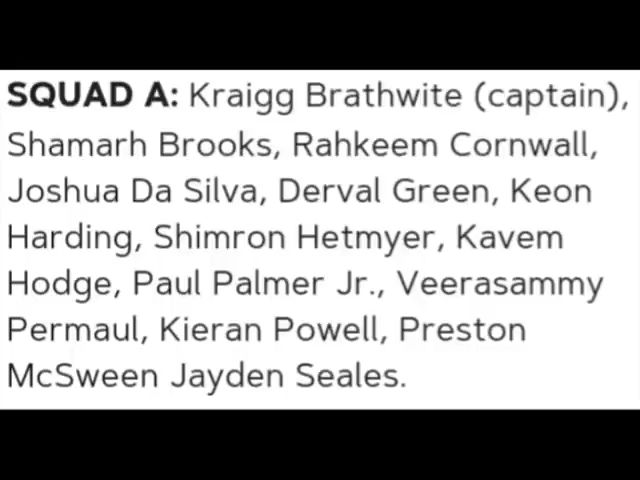 SQUAD A: Kraigg Brathwite (captain),
Shamarh Brooks, Rahkeem Cornwall,
Joshua Da Silva, Derval Green, Keon
Harding, Shimron Hetmyer, Kavem
Hodge, Paul Palmer Jr., Veerasammy
Permaul, Kieran Powell, Preston
McSween Jayden Seales.